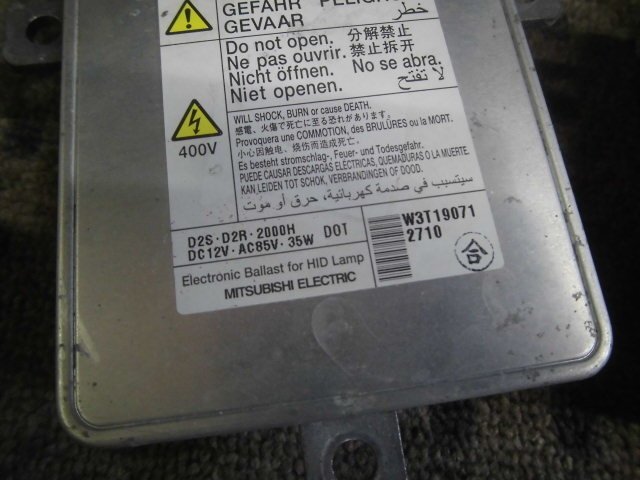 GEFAHR PELIGRO
GEVAAR خطر
Do not open. 分解禁止
Ne pas ouvrir. 禁止拆开
Nicht öffnen. No se abra.
Niet openen. لا تفتح
400V
WILL SHOCK, BURN or cause DEATH.
感電、火傷で死亡に至る恐れがあります。
Provoquera une COMMOTION, des BRULÛRES ou la MORT.
小心因触电、烧伤而造成死亡。
Es besteht stromschlag-, Feuer- und Todesgefahr.
PUEDE CAUSAR DESCARGAS ELECTRICAS, QUEMADURAS O LA MUERTE.
KAN LEIDEN TOT SCHOK, VERBRANDINGEN OF DOOD.
سيتسبب في صدمة كهربائية، حرق أو موت
D2S · D2R · 2000H DOT
DC12V · AC85V · 35W
Electronic Ballast for HID Lamp
MITSUBISHI ELECTRIC
W3T19071
2710
合